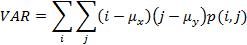 VAR = ∑_i ∑_j (i − μ_x)(j − μ_y)p(i,j)